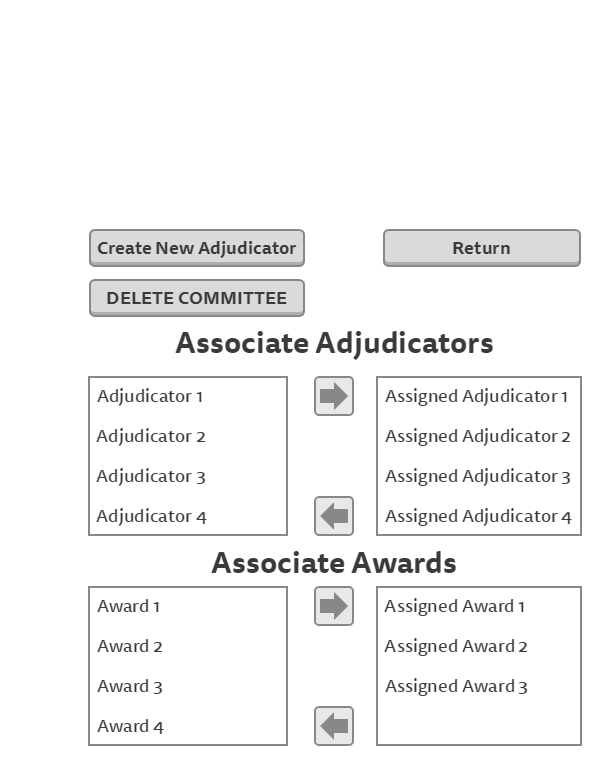 Create New Adjudicator
Return
DELETE COMMITTEE
Associate Adjudicators
Adjudicator 1
Adjudicator 2
Adjudicator 3
Adjudicator 4
Assigned Adjudicator 1
Assigned Adjudicator 2
Assigned Adjudicator 3
Assigned Adjudicator 4
Associate Awards
Award 1
Award 2
Award 3
Award 4
Assigned Award 1
Assigned Award 2
Assigned Award 3